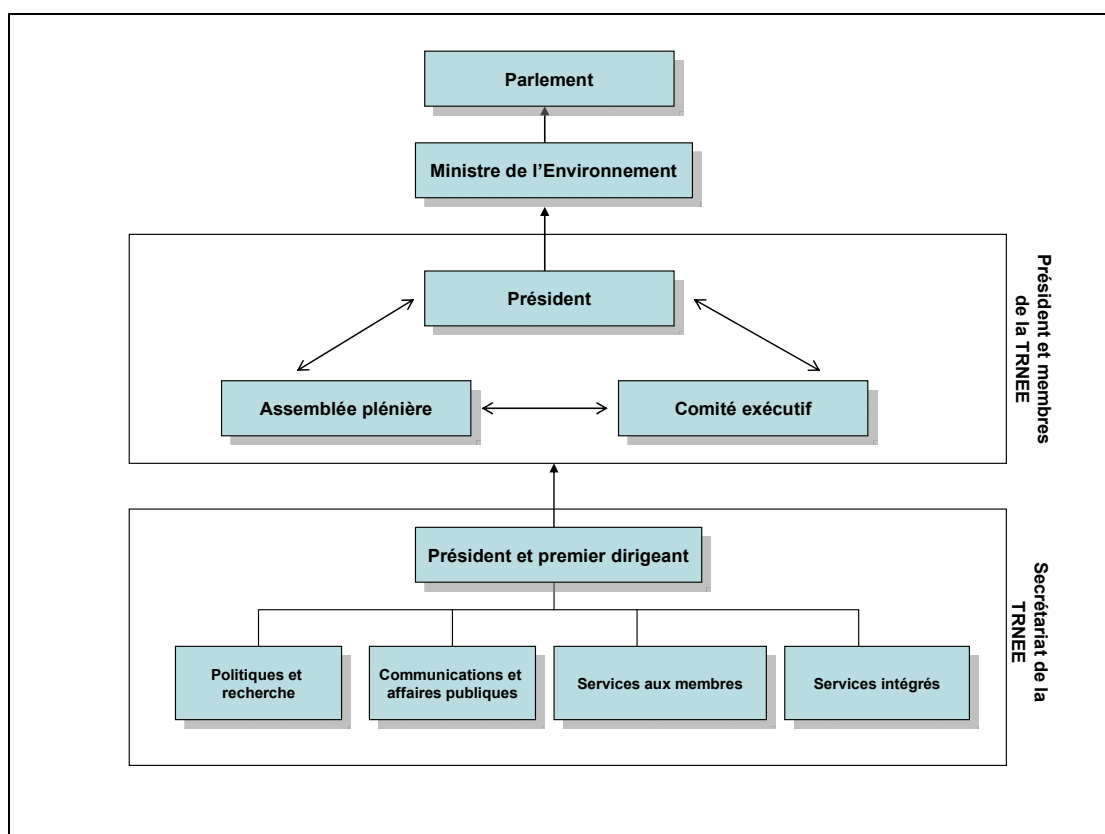 Parlement
Ministre de l’Environnement
Président
Assemblée plénière
Comité exécutif
Président et membres
de la TRNEE
Président et premier dirigeant
Politiques et
recherche
Communications et
affaires publiques
Services aux membres
Services intégrés
Secrétariat de la
TRNEE